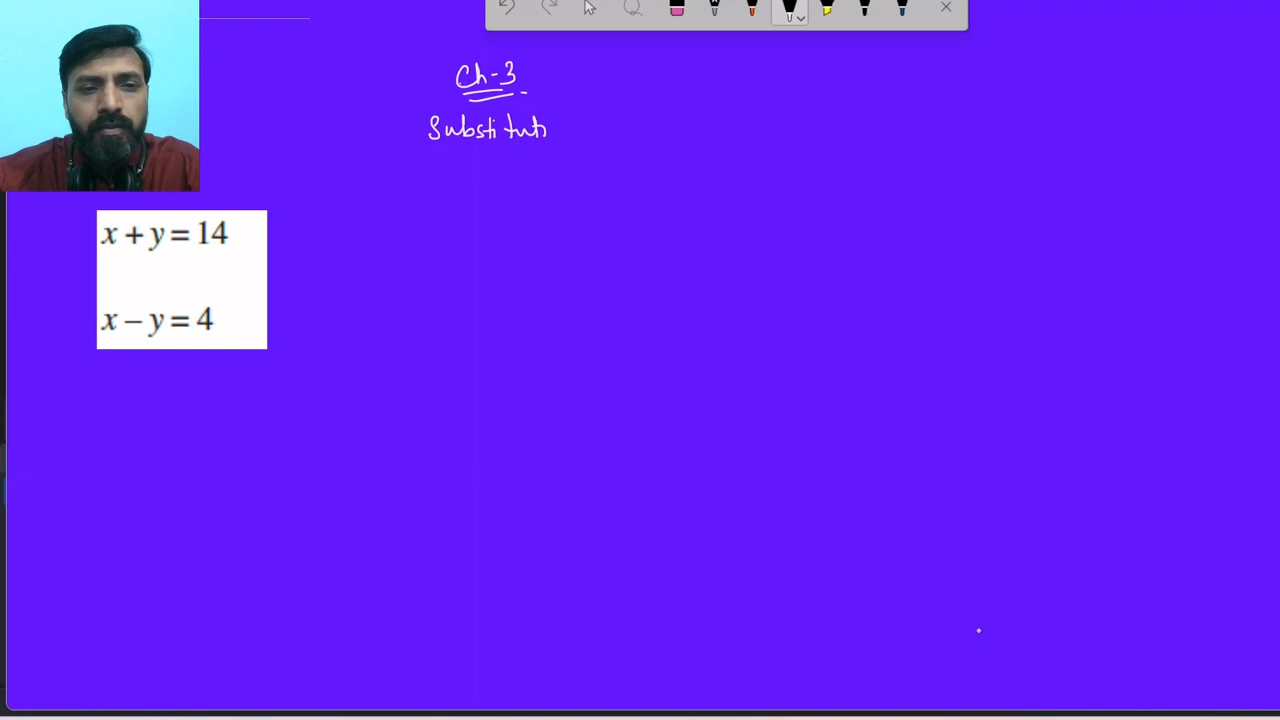 Ch-3
Substituti
x + y = 14
x – y = 4